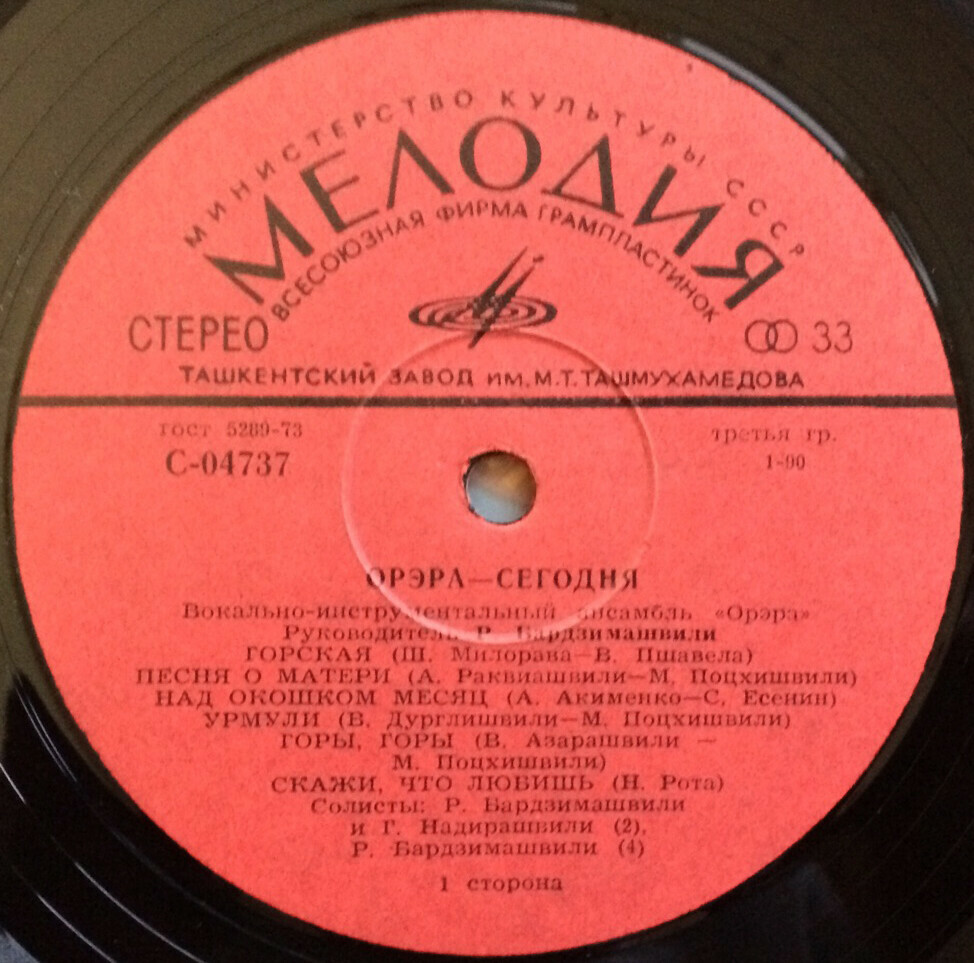 МИНИСТЕРСТВО КУЛЬТУРЫ СССР
МЕЛОДИЯ
ВСЕСОЮЗНАЯ ФИРМА ГРАМПЛАСТИНОК
СТЕРЕО 33
ТАШКЕНТСКИЙ ЗАВОД ИМ. М.Т. ТАШМУХАМЕДОВА
гост 5289-73 третья гр.
С-04737 1-90
ОРЭРА—СЕГОДНЯ
Вокально-инструментальный ансамбль «Орэрэ»
Руководитель Р. Бардзимашвили
ГОРСКАЯ (Ш. Милорава—В. Пшавела)
ПЕСНЯ О МАТЕРИ (А. Раквиашвили—М. Поцхишвили)
НАД ОКОШКОМ МЕСЯЦ (А. Акименко—С. Есенин)
УРМУЛИ (В. Дурглишвили—М. Поцхишвили)
ГОРЫ, ГОРЫ (В. Азарашвили —
М. Поцхишвили)
СКАЖИ, ЧТО ЛЮБИШЬ (Н. Рота)
Солисты: Р. Бардзимашвили
и Г. Надирашвили (2),
Р. Бардзимашвили (4)
1 сторона